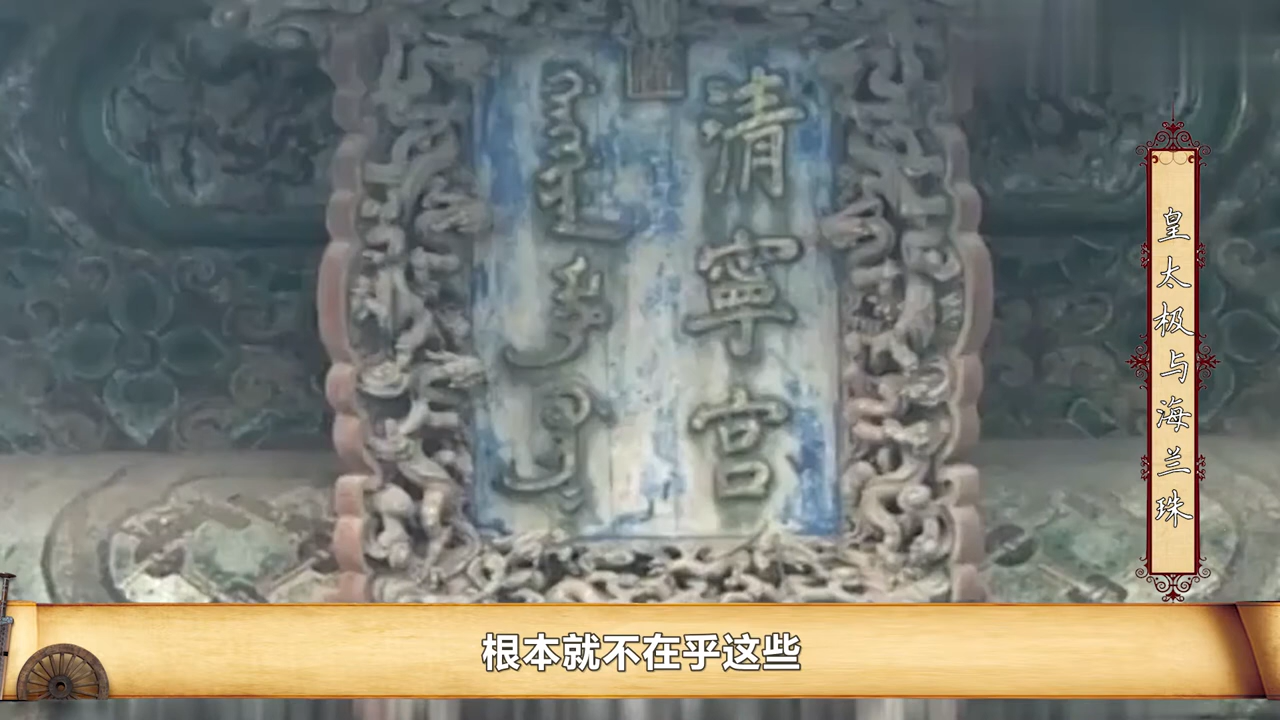 清寧宮
皇太极与海兰珠
根本就不在乎这些